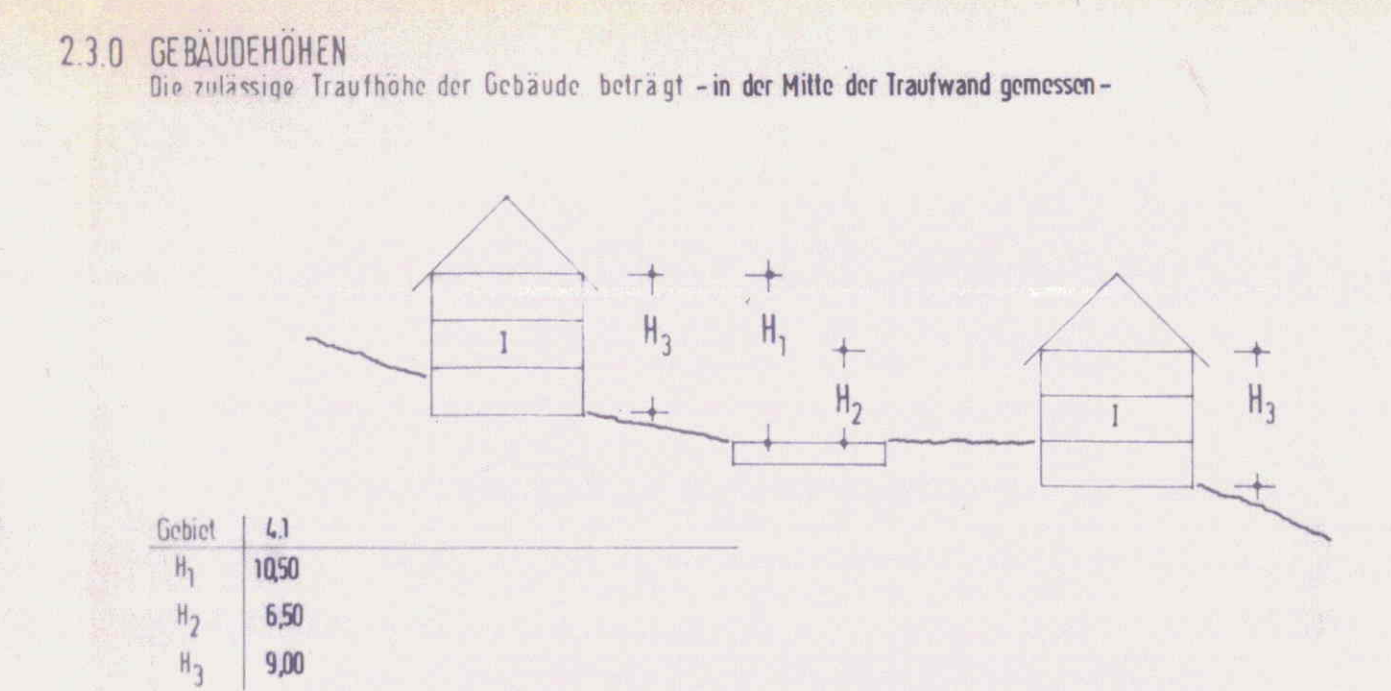 2.3.0 GEBÄUDEHÖHEN
Die zulässige Traufhöhe der Gebäude beträgt - in der Mitte der Traufwand gemessen -
H3 H1
I
H2 H3
I
Gebiet 4.1
H1 10,50
H2 6,50
H3 9,00